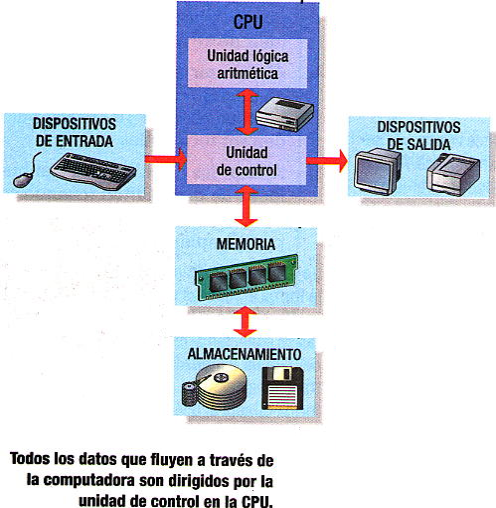 CPU
Unidad lógica
aritmética
DISPOSITIVOS
DE ENTRADA
Unidad
de control
DISPOSITIVOS
DE SALIDA
MEMORIA
ALMACENAMIENTO
Todos los datos que fluyen a través de
la computadora son dirigidos por la
unidad de control en la CPU.